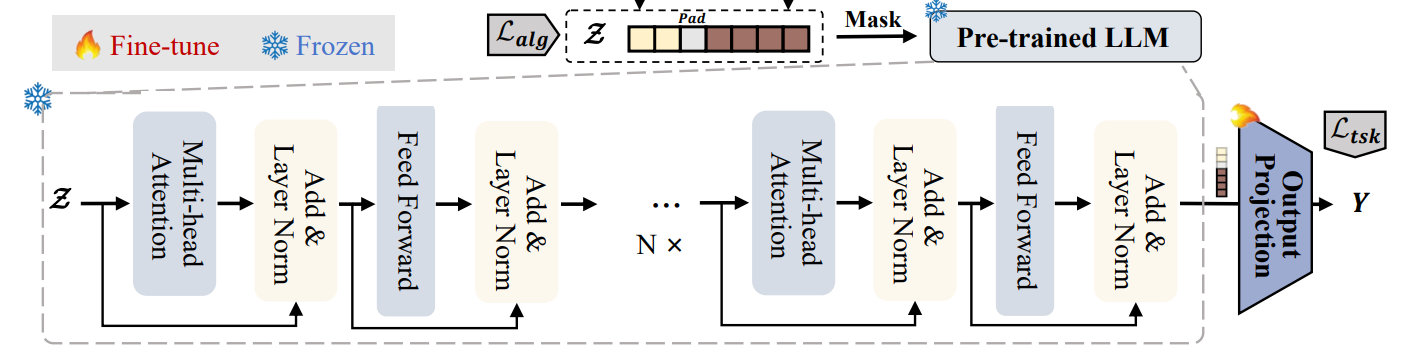 Fine-tune
Frozen
ℒalg
𝒵
Pad
Mask
Pre-trained LLM
𝒵
Multi-head
Attention
Add &
Layer Norm
Feed Forward
Add &
Layer Norm
...
N ×
Multi-head
Attention
Add &
Layer Norm
Feed Forward
Add &
Layer Norm
Output
Projection
ℒtsk
Y